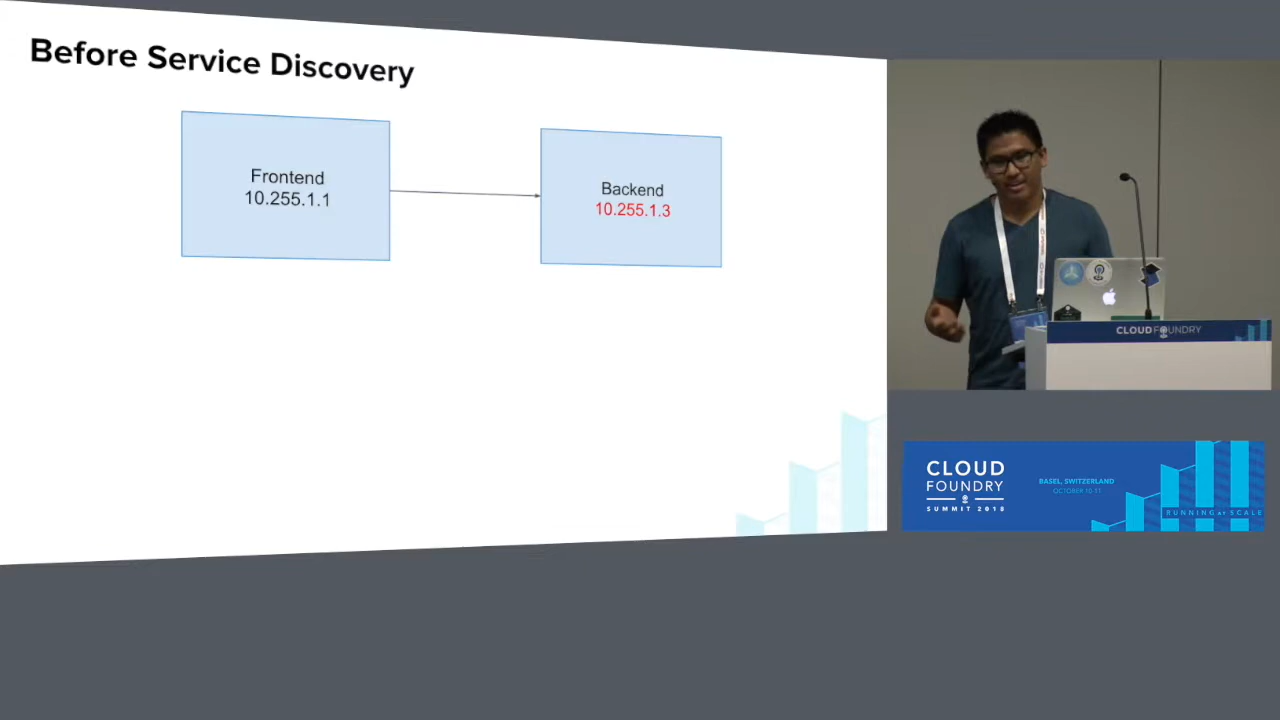 Before Service Discovery
Frontend
10.255.1.1
Backend
10.255.1.3
CLOUDFOUNDRY
CLOUD
FOUNDRY
SUMMIT 2018
BASEL, SWITZERLAND
OCTOBER 10-11
RUNNING AT SCALE